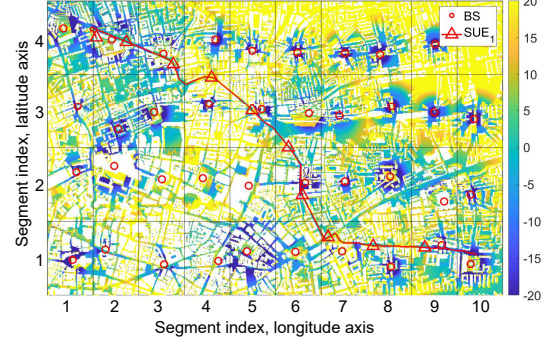 BS
SUE1
20
15
10
5
0
-5
-10
-15
-20
4
3
2
1
Segment index, latitude axis
1 2 3 4 5 6 7 8 9 10
Segment index, longitude axis